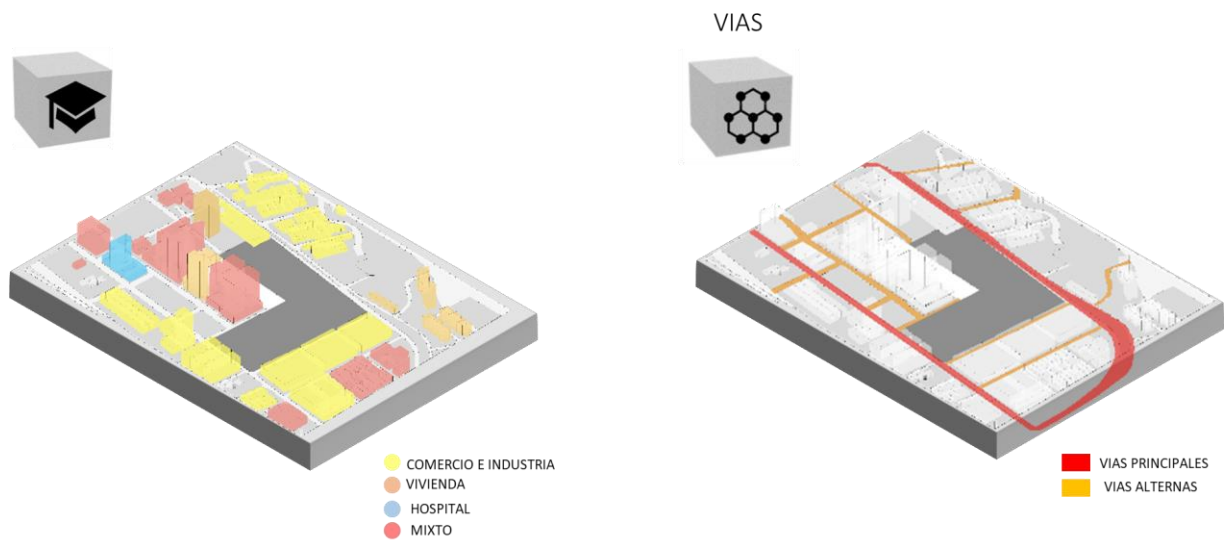 VIAS
COMERCIO E INDUSTRIA
VIVIENDA
HOSPITAL
MIXTO
VIAS PRINCIPALES
VIAS ALTERNAS